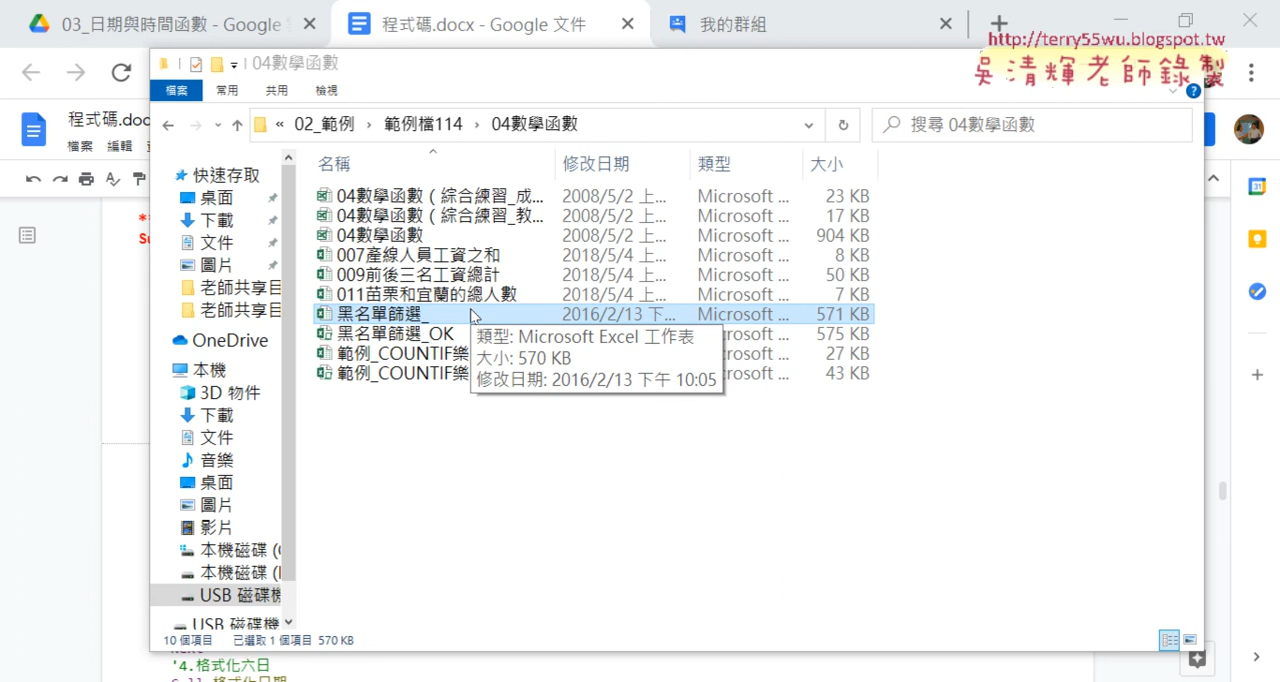 03_日期與時間函數 - Google
程式碼.docx - Google 文件
我的群組
http://terry55wu.blogspot.tw
吳清輝老師錄製
04數學函數
檔案 常用 共用 檢視
« 02_範例 › 範例檔114 › 04數學函數
搜尋 04數學函數
程式碼.doc
檔案 編輯
名稱 修改日期 類型 大小
快速存取
桌面
下載
文件
圖片
老師共享目
老師共享目
OneDrive
本機
3D 物件
下載
文件
音樂
桌面
圖片
影片
本機磁碟 (
本機磁碟 (
USB 磁碟機
USB 磁碟機
04數學函數 ( 綜合練習_成... 2008/5/2 上... Microsoft ... 23 KB
04數學函數 ( 綜合練習_教... 2008/5/2 上... Microsoft ... 17 KB
04數學函數 2008/5/2 上... Microsoft ... 904 KB
007產線人員工資之和 2018/5/4 上... Microsoft ... 8 KB
009前後三名工資總計 2018/5/4 上... Microsoft ... 50 KB
011苗栗和宜蘭的總人數 2018/5/4 上... Microsoft ... 7 KB
黑名單篩選_ 2016/2/13 下... Microsoft ... 571 KB
黑名單篩選_OK 575 KB
範例_COUNTIF樂 crosoft ... 27 KB
範例_COUNTIF樂 crosoft ... 43 KB
類型: Microsoft Excel 工作表
大小: 570 KB
修改日期: 2016/2/13 下午 10:05
10 個項目 已選取 1 個項目 570 KB
'4.格式化六日